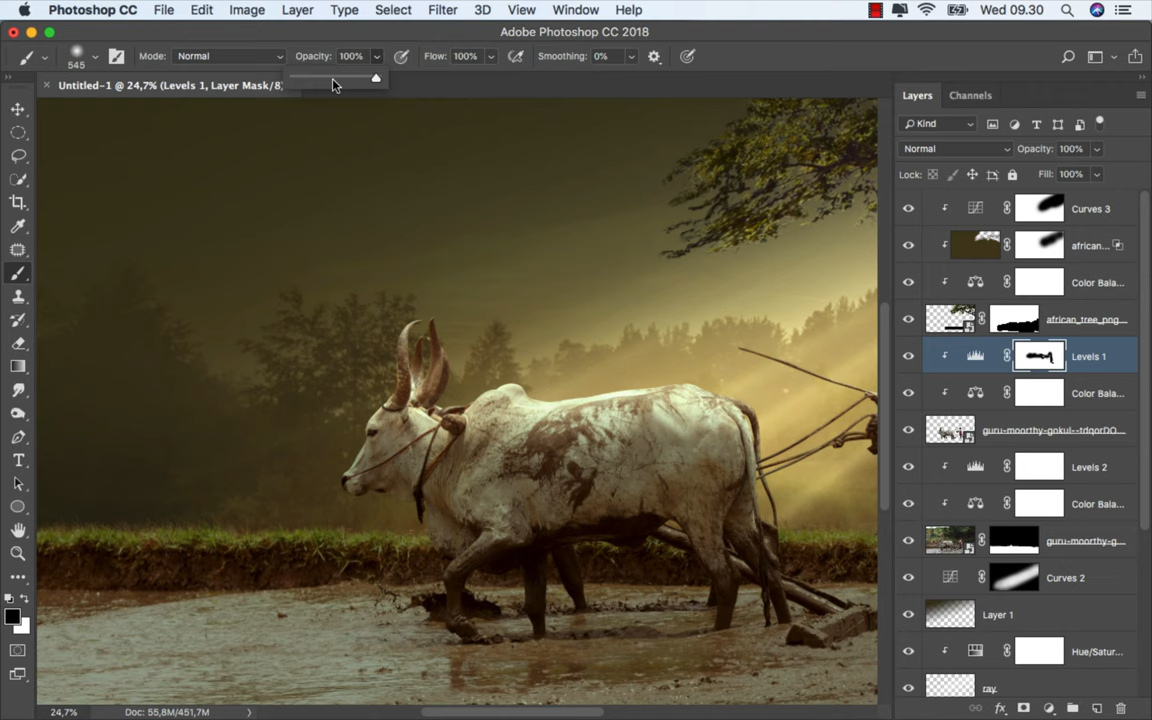 Photoshop CC File Edit Image Layer Type Select Filter 3D View Window Help Wed 09.30
Adobe Photoshop CC 2018
545 Mode: Normal Opacity: 100% Flow: 100% Smoothing: 0%
Untitled-1 @ 24,7% (Levels 1, Layer Mask/8)
Layers Channels
Kind
Normal Opacity: 100%
Lock: Fill: 100%
Curves 3
african...
Color Bala...
african_tree_png...
Levels 1
Color Bala...
guru-moorthy-gokul--tdqorDO...
Levels 2
Color Bala...
guru-moorthy-g...
Curves 2
Layer 1
Hue/Satur...
ray
24,7% Doc: 55,8M/451,7M